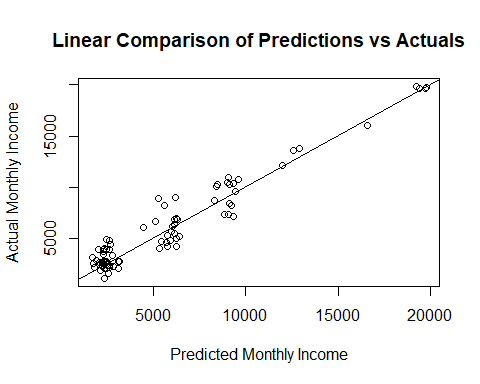 Linear Comparison of Predictions vs Actuals
Actual Monthly Income
5000
15000
5000
10000
15000
20000
Predicted Monthly Income